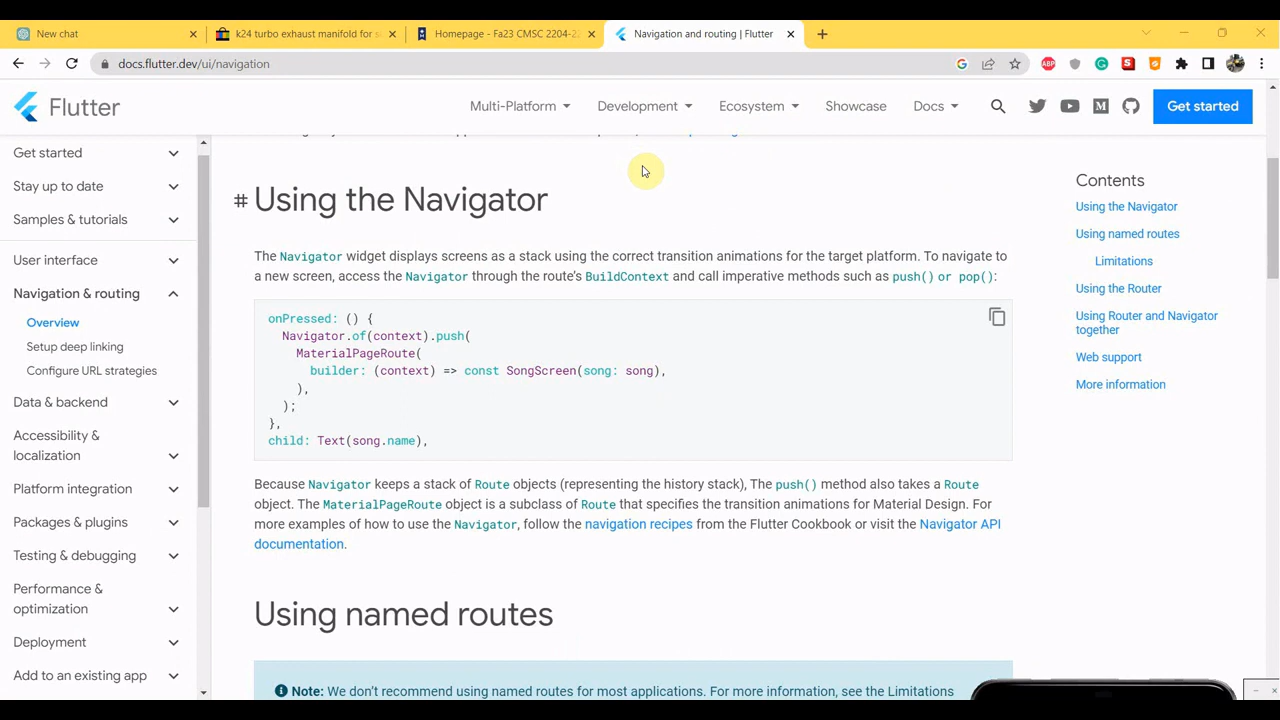 New chat
k24 turbo exhaust manifold for s
Homepage - Fa23 CMSC 2204-2
Navigation and routing | Flutter
docs.flutter.dev/ui/navigation
Flutter
Multi-Platform
Development
Ecosystem
Showcase
Docs
Get started
Get started
Stay up to date
Samples & tutorials
User interface
Navigation & routing
Overview
Setup deep linking
Configure URL strategies
Data & backend
Accessibility &
localization
Platform integration
Packages & plugins
Testing & debugging
Performance &
optimization
Deployment
Add to an existing app
# Using the Navigator
The Navigator widget displays screens as a stack using the correct transition animations for the target platform. To navigate to
a new screen, access the Navigator through the route's BuildContext and call imperative methods such as push() or pop():
onPressed: () {
Navigator.of(context).push(
MaterialPageRoute(
builder: (context) => const SongScreen(song: song),
),
);
},
child: Text(song.name),
Because Navigator keeps a stack of Route objects (representing the history stack), The push() method also takes a Route
object. The MaterialPageRoute object is a subclass of Route that specifies the transition animations for Material Design. For
more examples of how to use the Navigator, follow the navigation recipes from the Flutter Cookbook or visit the Navigator API
documentation.
Using named routes
Note: We don't recommend using named routes for most applications. For more information, see the Limitations
Contents
Using the Navigator
Using named routes
Limitations
Using the Router
Using Router and Navigator
together
Web support
More information